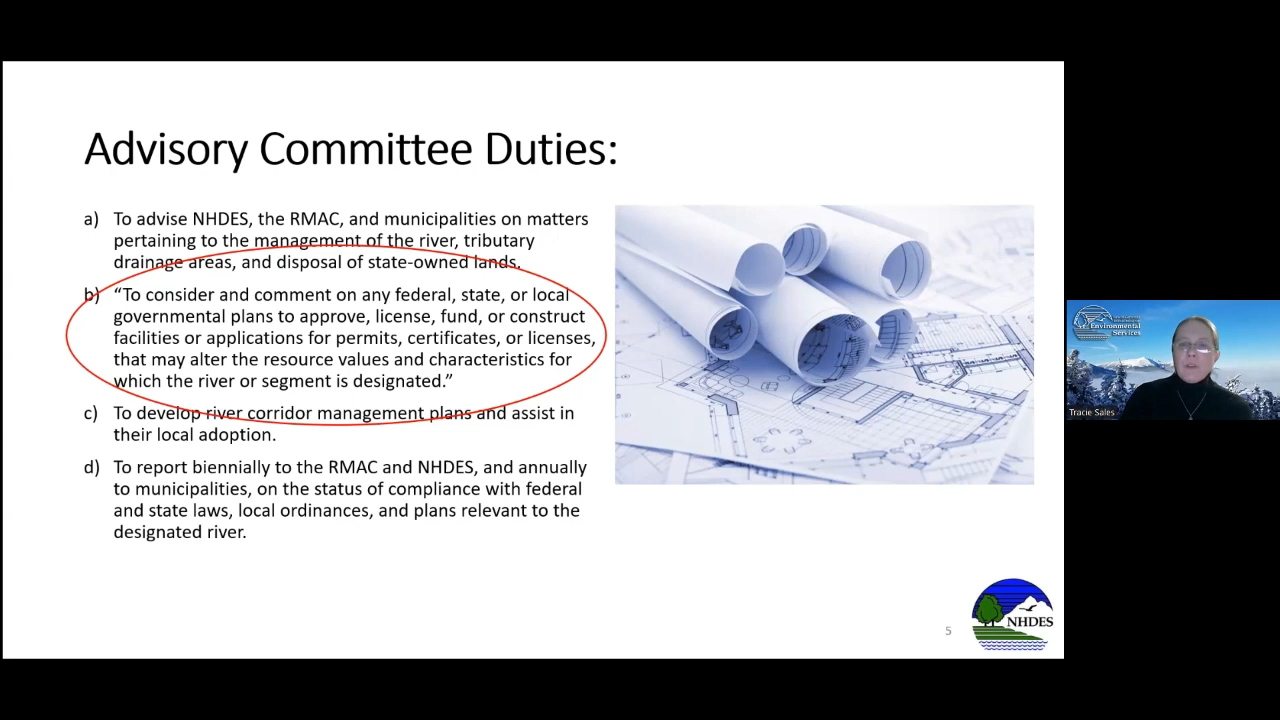 Advisory Committee Duties:
a) To advise NHDES, the RMAC, and municipalities on matters
pertaining to the management of the river, tributary
drainage areas, and disposal of state-owned lands.
b) “To consider and comment on any federal, state, or local
governmental plans to approve, license, fund, or construct
facilities or applications for permits, certificates, or licenses,
that may alter the resource values and characteristics for
which the river or segment is designated.”
c) To develop river corridor management plans and assist in
their local adoption.
d) To report biennially to the RMAC and NHDES, and annually
to municipalities, on the status of compliance with federal
and state laws, local ordinances, and plans relevant to the
designated river.
5
NHDES
Environmental
Services
Tracie Sales